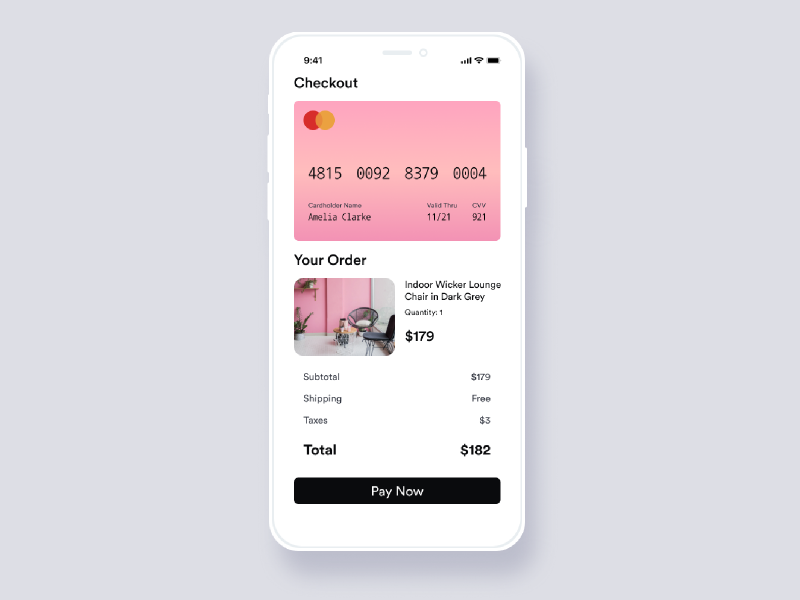 9:41
Checkout
4815 0092 8379 0004
Cardholder Name Valid Thru CVV
Amelia Clarke 11/21 921
Your Order
Indoor Wicker Lounge
Chair in Dark Grey
Quantity: 1
$179
Subtotal $179
Shipping Free
Taxes $3
Total $182
Pay Now